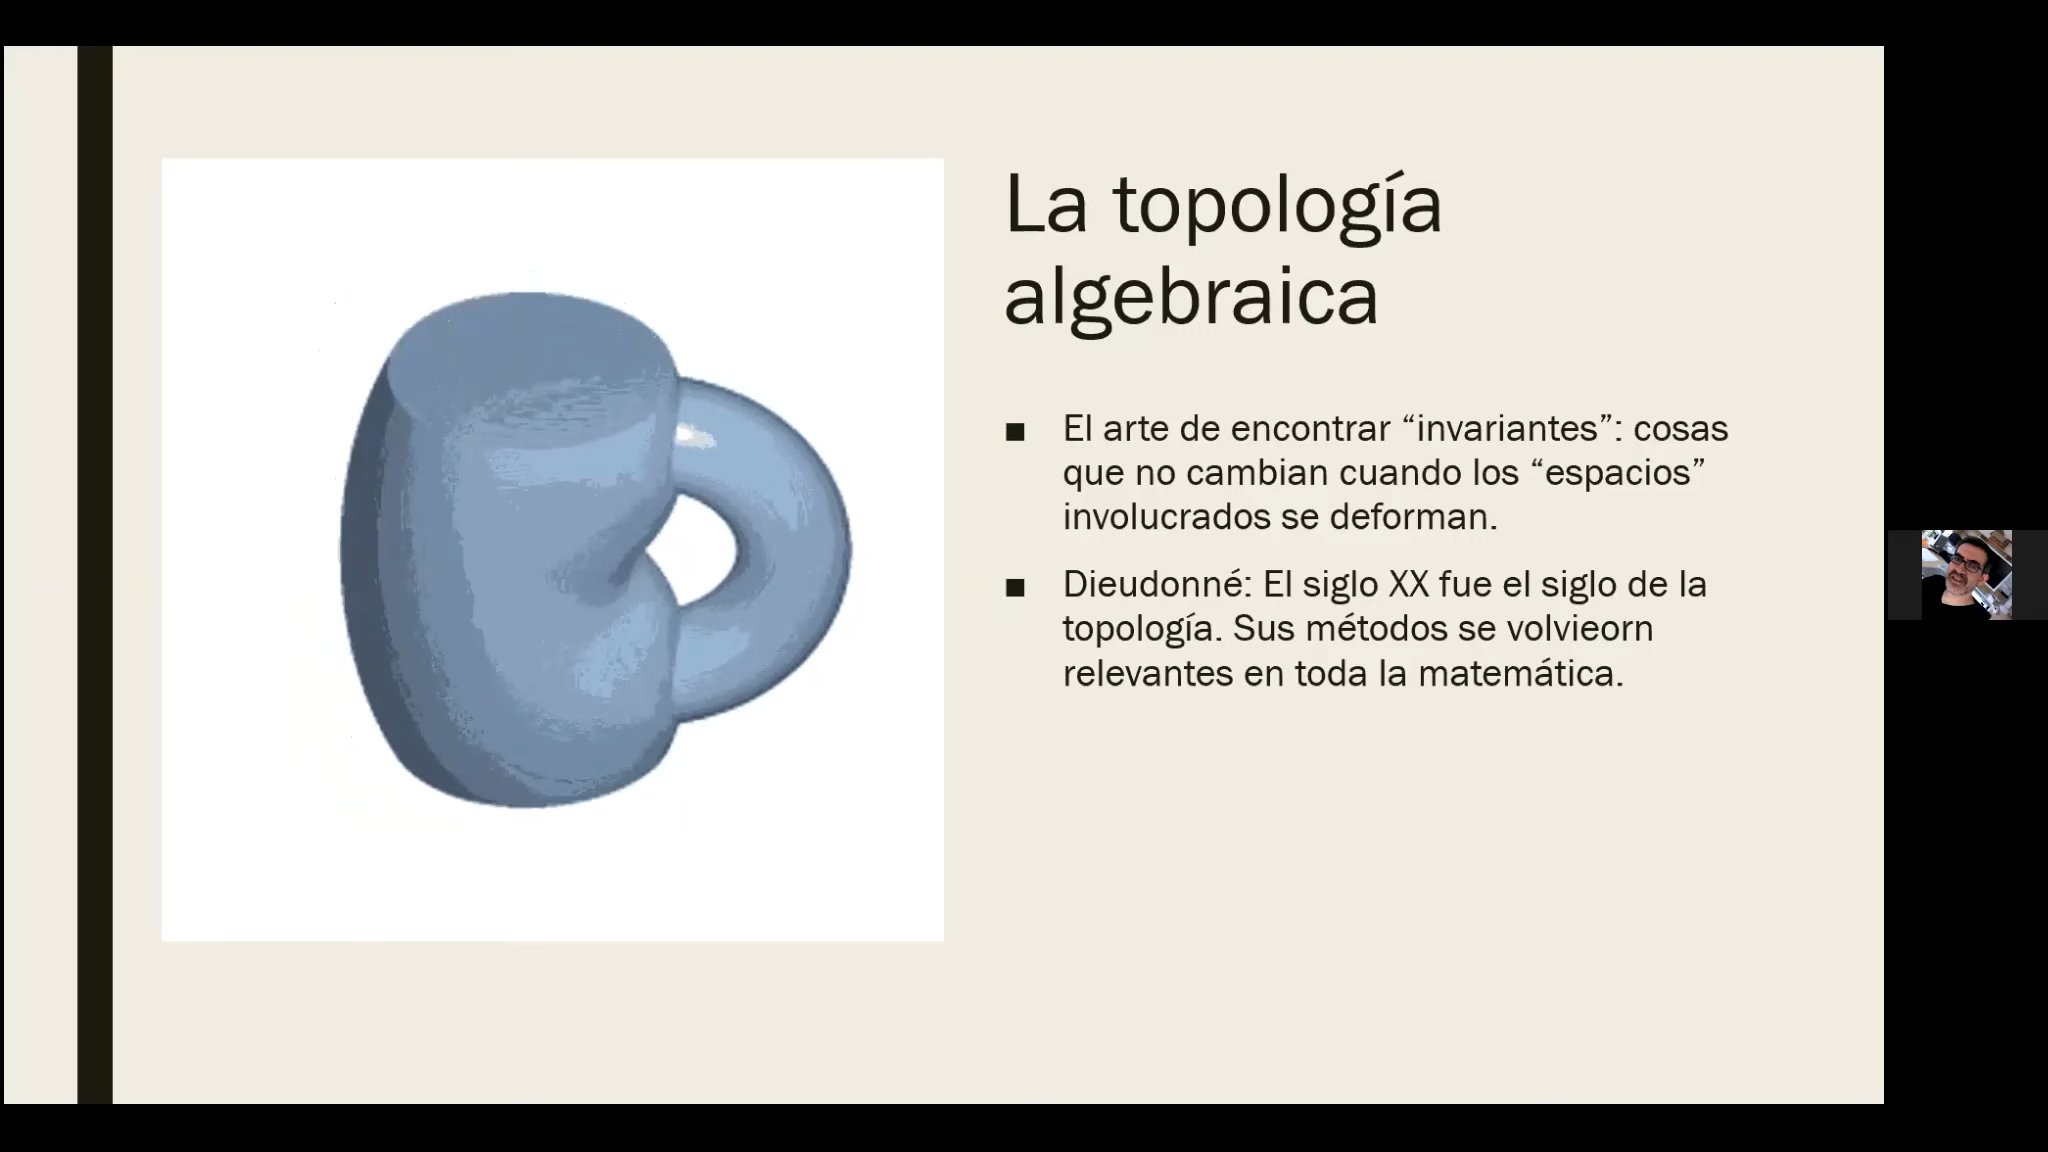 La topología
algebraica
■ El arte de encontrar “invariantes”: cosas
que no cambian cuando los “espacios”
involucrados se deforman.
■ Dieudonné: El siglo XX fue el siglo de la
topología. Sus métodos se volvieorn
relevantes en toda la matemática.